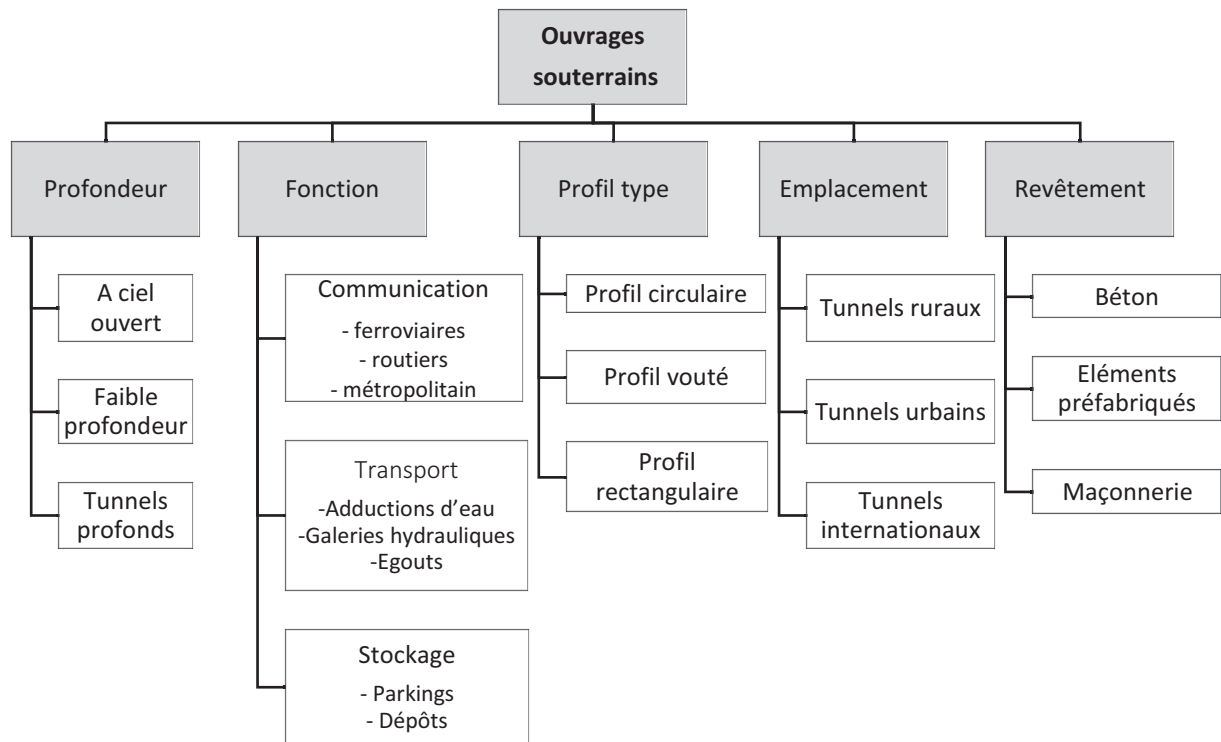 Ouvrages
souterrains
Profondeur
Fonction
Profil type
Emplacement
Revêtement
A ciel
ouvert
Faible
profondeur
Tunnels
profonds
Communication
- ferroviaires
- routiers
- métropolitain
Transport
-Adductions d’eau
-Galeries hydrauliques
-Egouts
Stockage
- Parkings
- Dépôts
Profil circulaire
Profil vouté
Profil
rectangulaire
Tunnels ruraux
Tunnels urbains
Tunnels
internationaux
Béton
Eléments
préfabriqués
Maçonnerie